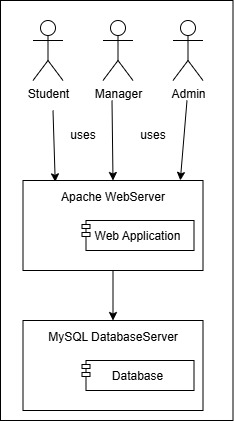 Student Manager Admin
uses uses
Apache WebServer
Web Application
MySQL DatabaseServer
Database